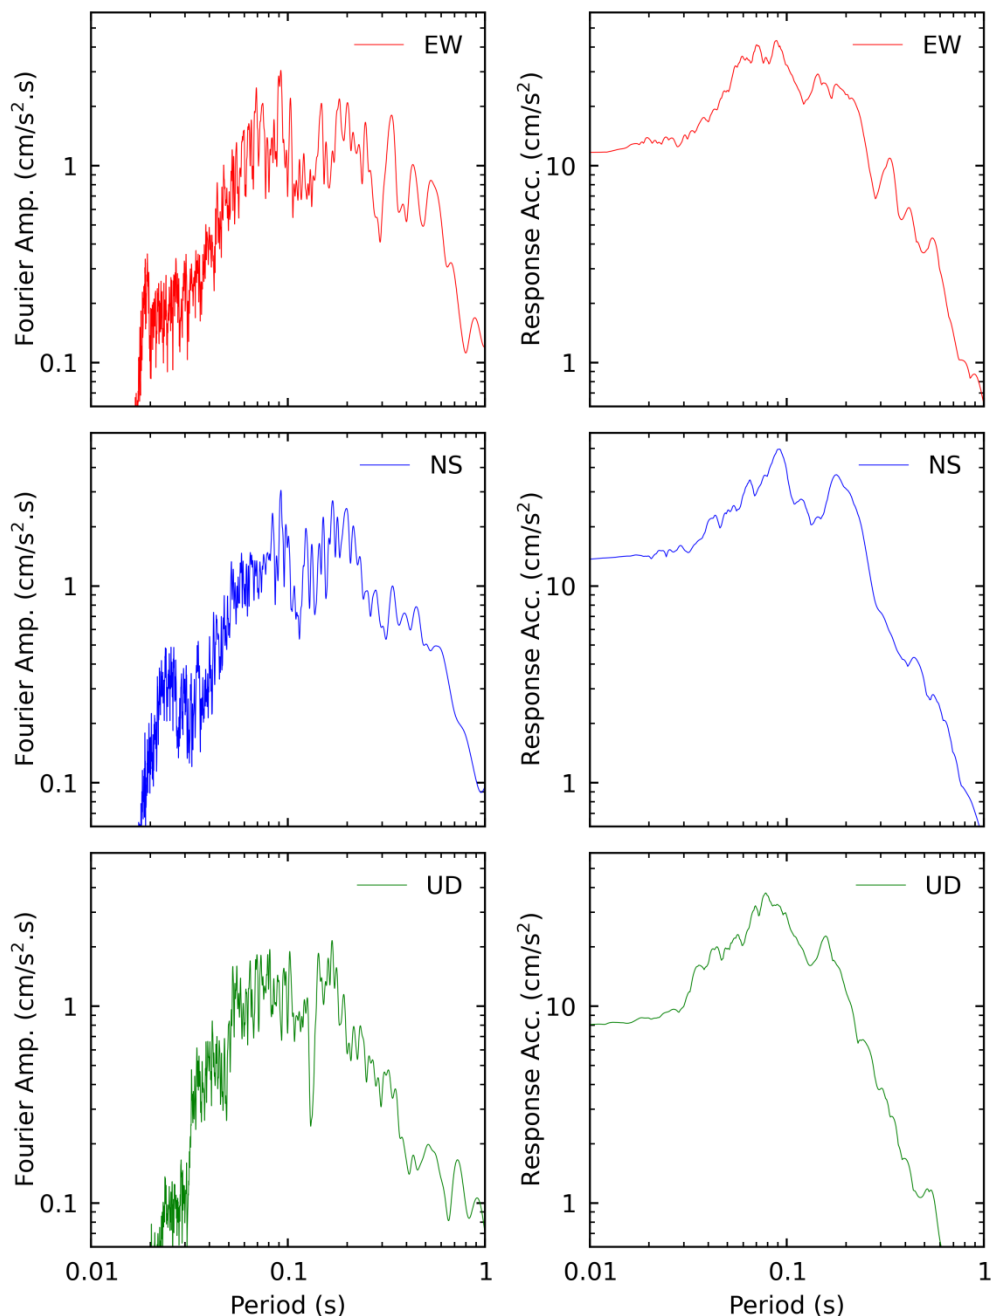 EW
1
0.1
Fourier Amp. (cm/s².s)
EW
10
1
Response Acc. (cm/s²)
NS
1
0.1
Fourier Amp. (cm/s².s)
NS
10
1
Response Acc. (cm/s²)
UD
1
0.1
Fourier Amp. (cm/s².s)
0.01
0.1
1
Period (s)
UD
10
1
Response Acc. (cm/s²)
0.01
0.1
1
Period (s)